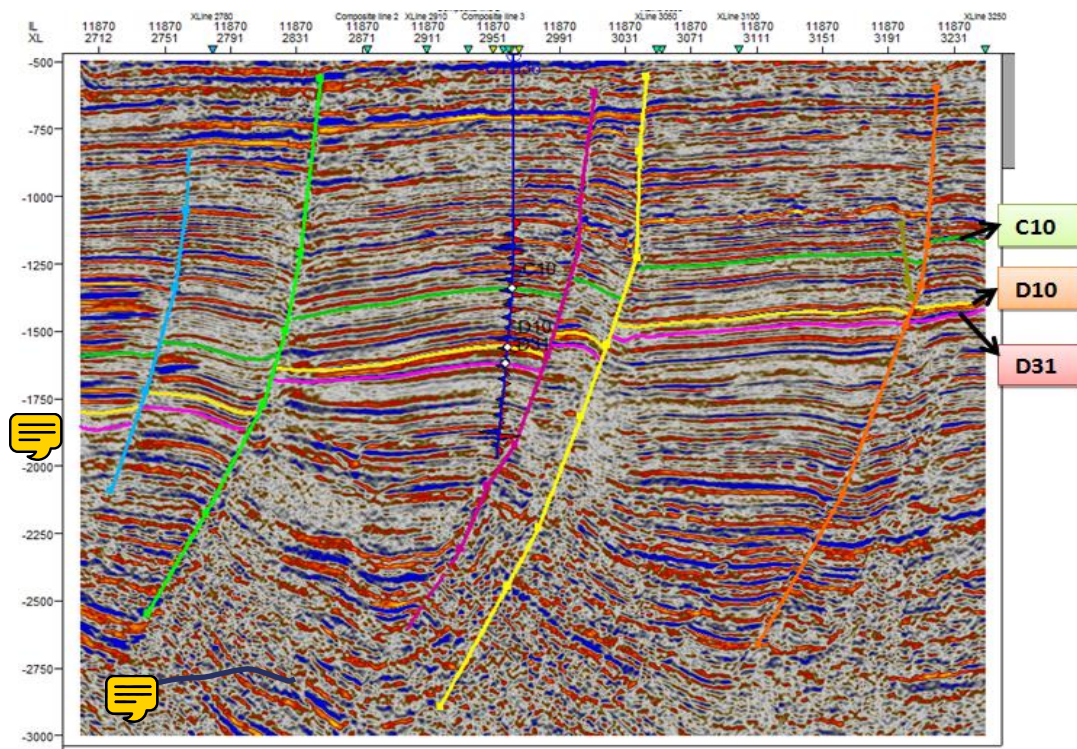 XLine 2780 Composite line 2 XLine 2910 Composite line 3 XLine 3050 XLine 3100 XLine 3250
IL 11870 11870 11870 11870 11870 11870 11870 11870 11870 11870 11870 11870 11870 11870
XL 2712 2751 2791 2831 2871 2911 2951 2991 3031 3071 3111 3151 3191 3231
-500
-750
-1000
C10
-1250
C10
D10
-1500
D10
D31
D31
-1750
-2000
-2250
-2500
-2750
-3000